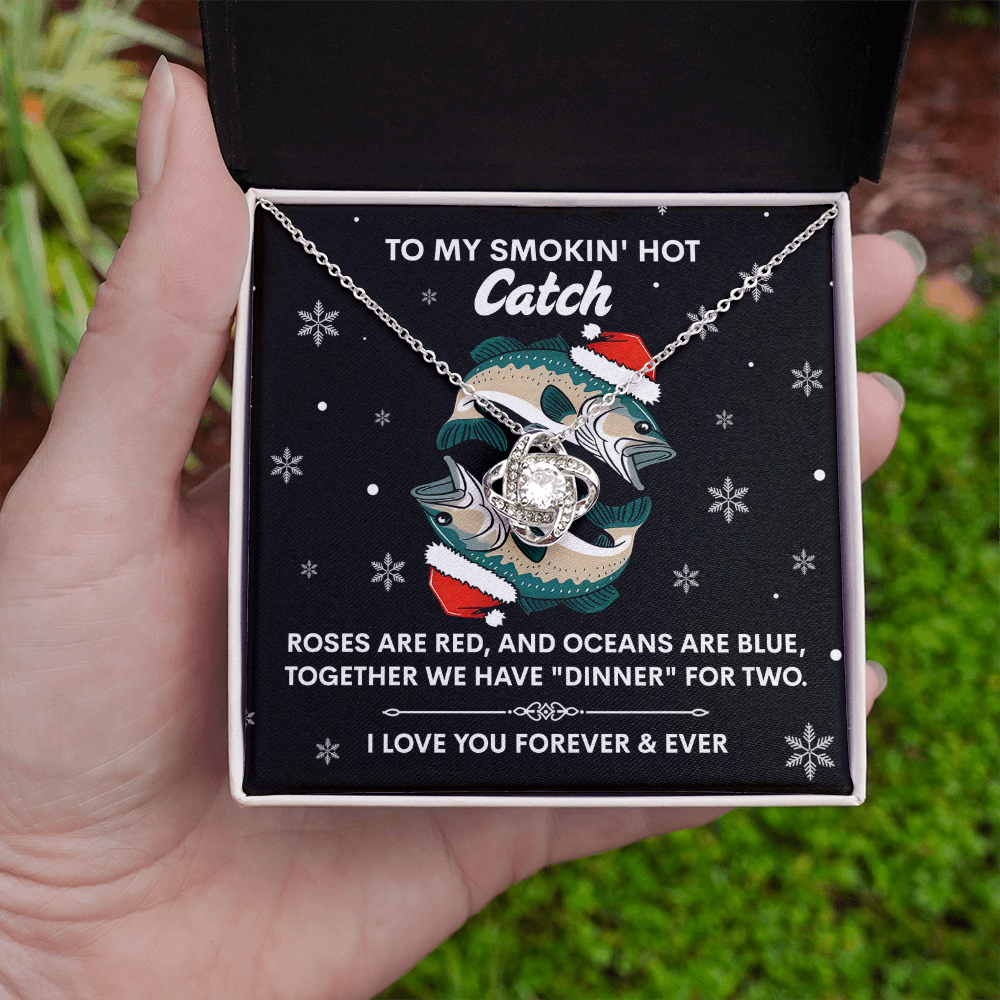 TO MY SMOKIN' HOT
Catch
ROSES ARE RED, AND OCEANS ARE BLUE,
TOGETHER WE HAVE "DINNER" FOR TWO.
I LOVE YOU FOREVER & EVER